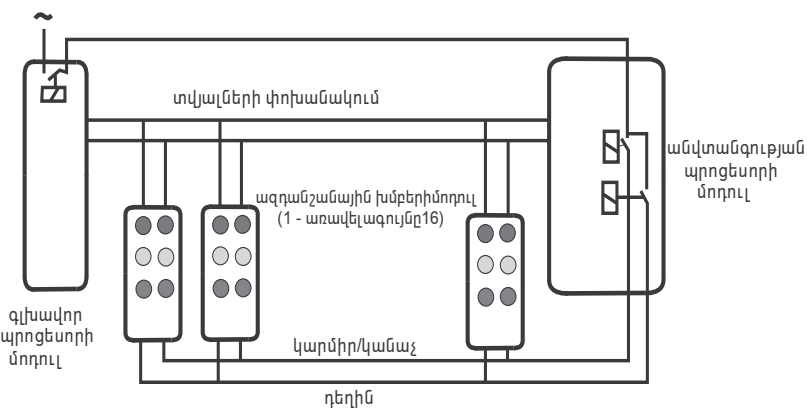 ~
տվյալների փոխանակում
անվտանգության
պրոցեսորի
մոդուլ
ազդանշանային խմբերիմոդուլ
(1 - առավելագույնը16)
գլխավոր
պրոցեսորի
մոդուլ
կարմիր/կանաչ
դեղին